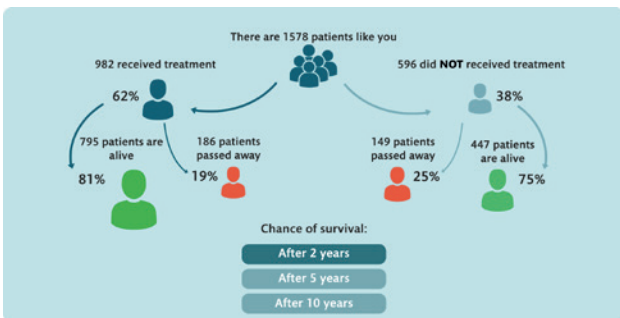 There are 1578 patients like you
982 received treatment
596 did NOT received treatment
62%
38%
795 patients are
alive
186 patients
passed away
149 patients
passed away
447 patients
are alive
81%
19%
25%
75%
Chance of survival:
After 2 years
After 5 years
After 10 years